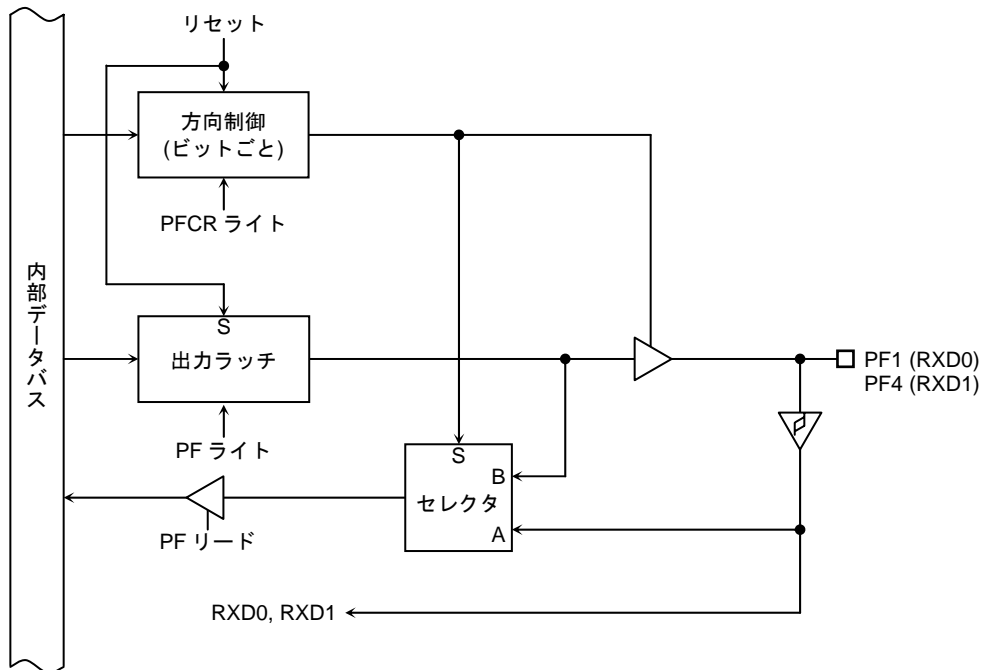 リセット
方向制御
(ビットごと)
PFCR ライト
内部データバス
S
出力ラッチ
PF ライト
PF1 (RXD0)
PF4 (RXD1)
S
B
セレクタ
A
PF リード
RXD0, RXD1